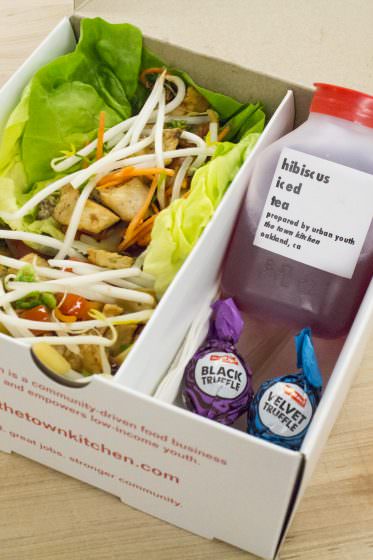 hibiscus
iced
tea
prepared by urban youth
the town kitchen
oakland, ca
BLACK
TRUFFLE
VELVET
TRUFFLE
is a community-driven food business
and empowers low-income youth.
thetownkitchen.com
great jobs. stronger community.